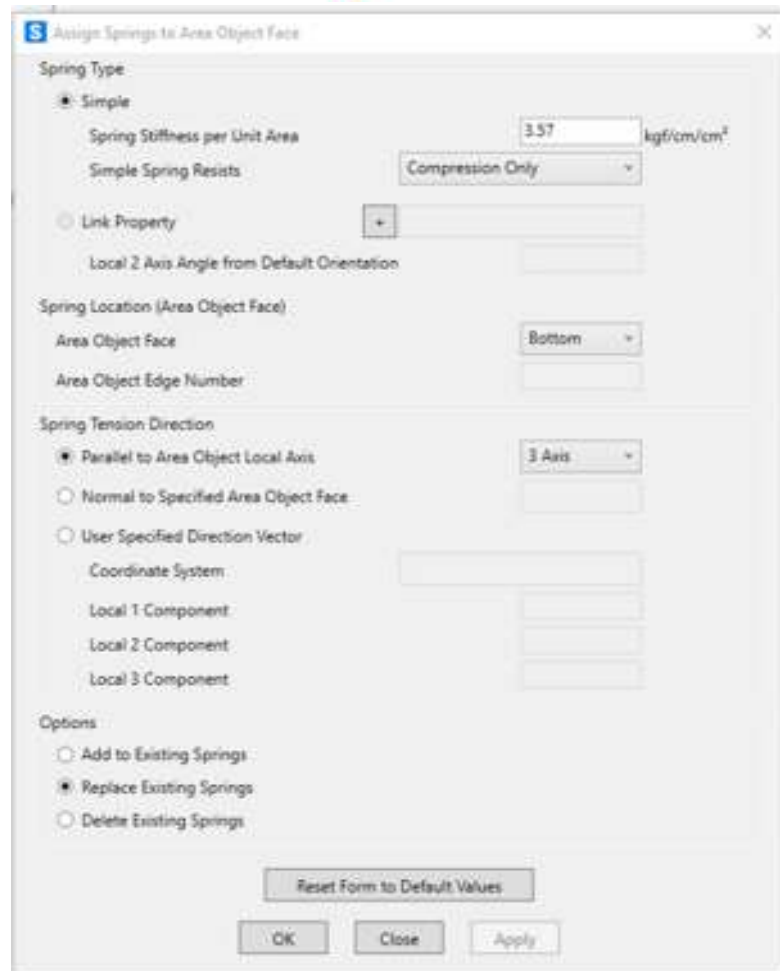 S Assign Springs to Area Object Face
Spring Type
Simple
Spring Stiffness per Unit Area 3.57 kgf/cm/cm²
Simple Spring Resists Compression Only
Link Property +
Local 2 Axis Angle from Default Orientation
Spring Location (Area Object Face)
Area Object Face Bottom
Area Object Edge Number
Spring Tension Direction
Parallel to Area Object Local Axis 3 Axis
Normal to Specified Area Object Face
User Specified Direction Vector
Coordinate System
Local 1 Component
Local 2 Component
Local 3 Component
Options
Add to Existing Springs
Replace Existing Springs
Delete Existing Springs
Reset Form to Default Values
OK Close Apply